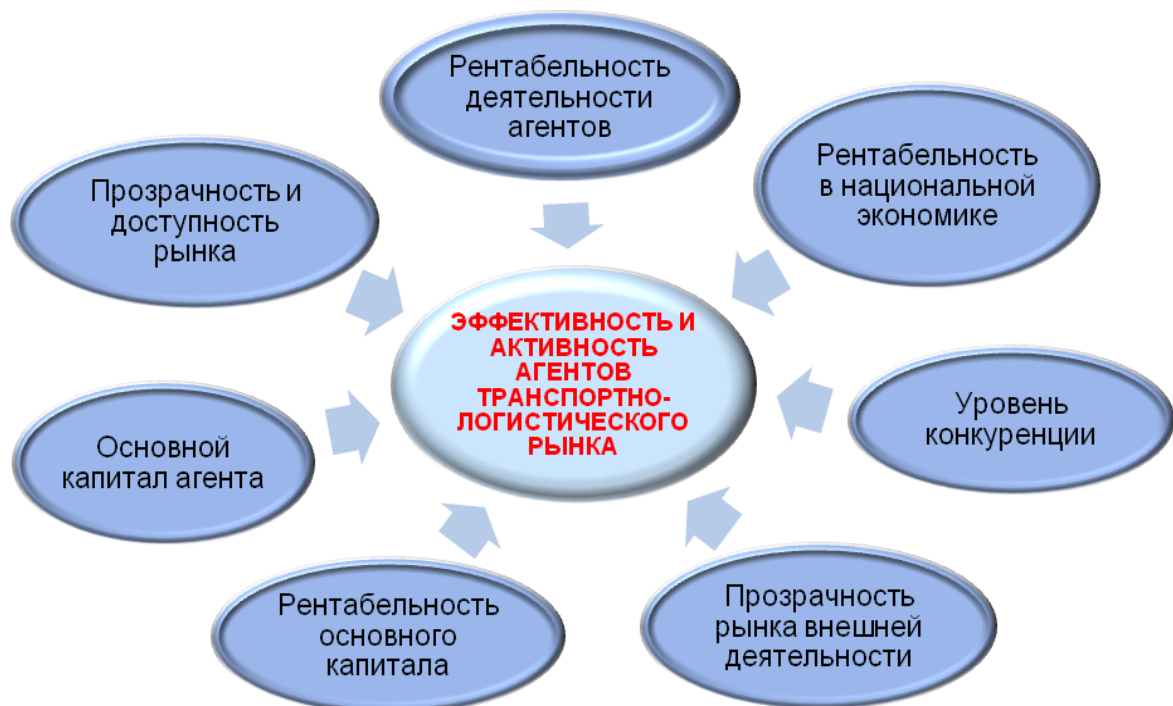 Рентабельность
деятельности
агентов
Рентабельность
в национальной
экономике
Прозрачность и
доступность
рынка
ЭФФЕКТИВНОСТЬ И
АКТИВНОСТЬ
АГЕНТОВ
ТРАНСПОРТНО-
ЛОГИСТИЧЕСКОГО
РЫНКА
Уровень
конкуренции
Основной
капитал агента
Рентабельность
основного
капитала
Прозрачность
рынка внешней
деятельности